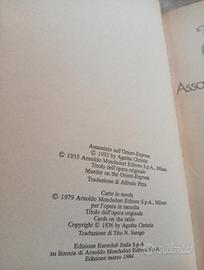 Assassinio sull'Orient-Express
© 1933 by Agatha Christie
© 1935 Arnoldo Mondadori Editore S.p.A., Milano
Titolo dell'opera originale
Murder on the Orient-Express
Traduzione di Alfredo Pitta
Carte in tavola
© 1979 Arnoldo Mondadori Editore S.p.A., Milano
per l'opera in raccolta
Titolo dell'opera originale
Cards on the table
Copyright © 1936 by Agatha Christie
Traduzione di Tito N. Sarego
Edizione Euroclub Italia S.p.A.
su licenza di Arnoldo Mondadori Editore S.p.A., Milano
Edizione marzo 1984
Asso